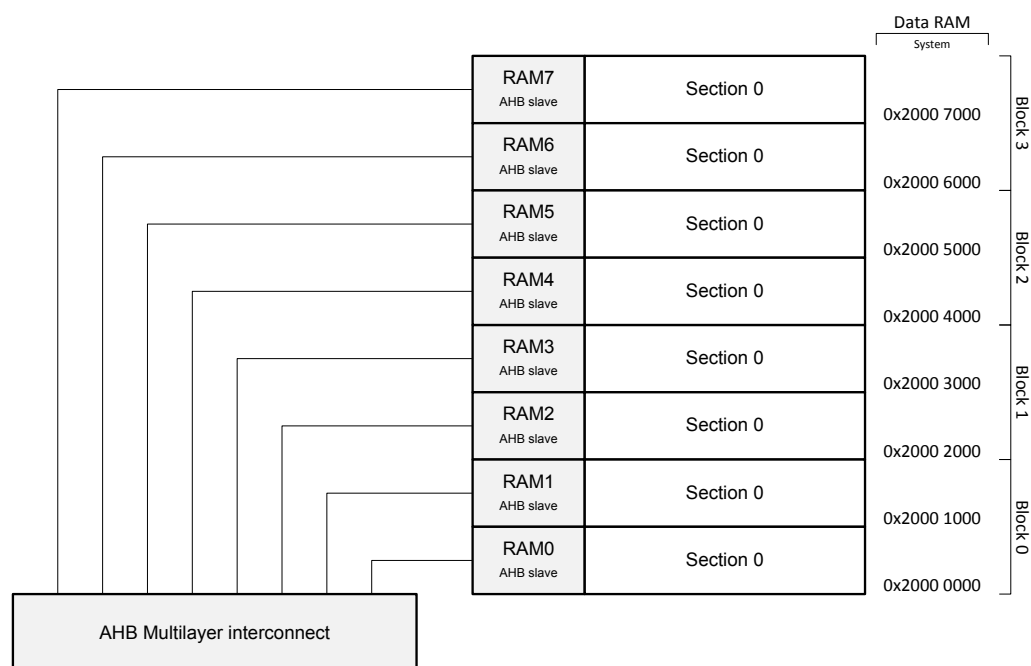 Data RAM
System
RAM7
AHB slave
Section 0
0x2000 7000
Block 3
RAM6
AHB slave
Section 0
0x2000 6000
RAM5
AHB slave
Section 0
0x2000 5000
Block 2
RAM4
AHB slave
Section 0
0x2000 4000
RAM3
AHB slave
Section 0
0x2000 3000
Block 1
RAM2
AHB slave
Section 0
0x2000 2000
RAM1
AHB slave
Section 0
0x2000 1000
Block 0
RAM0
AHB slave
Section 0
0x2000 0000
AHB Multilayer interconnect